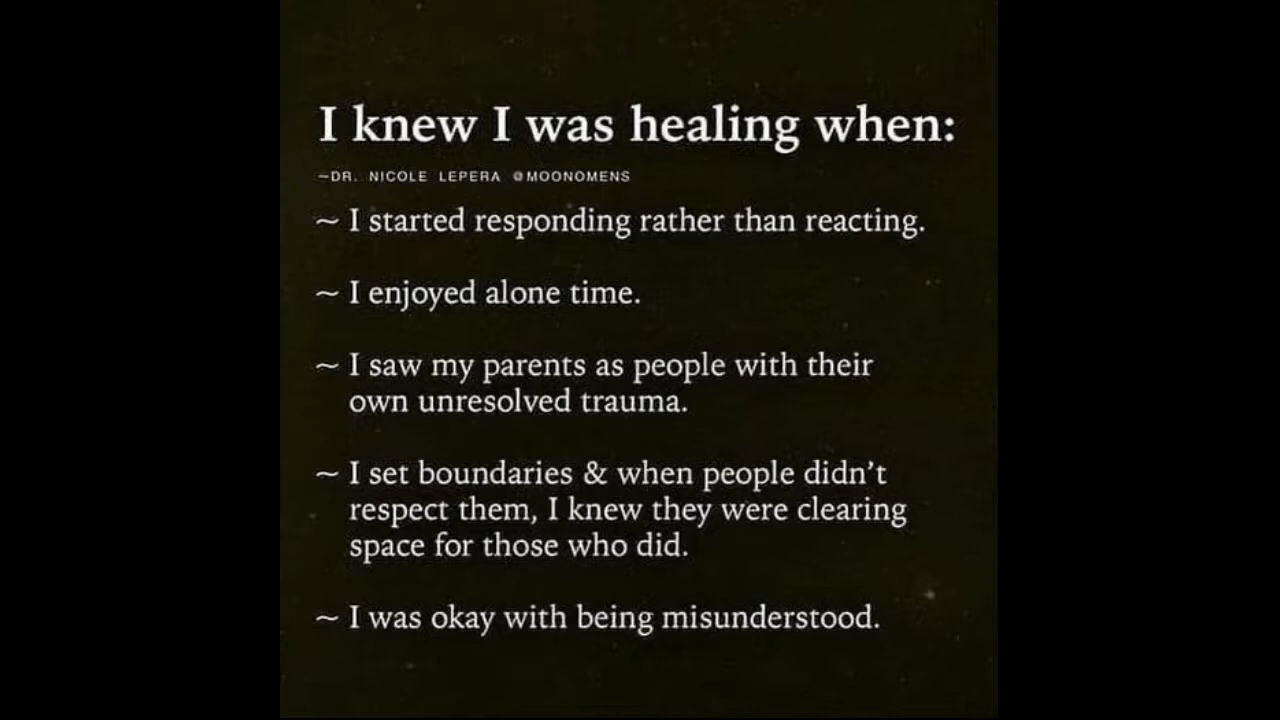 I knew I was healing when:
~DR. NICOLE LEPERA @MOONOMENS
~ I started responding rather than reacting.
~ I enjoyed alone time.
~ I saw my parents as people with their
own unresolved trauma.
~ I set boundaries & when people didn’t
respect them, I knew they were clearing
space for those who did.
~ I was okay with being misunderstood.